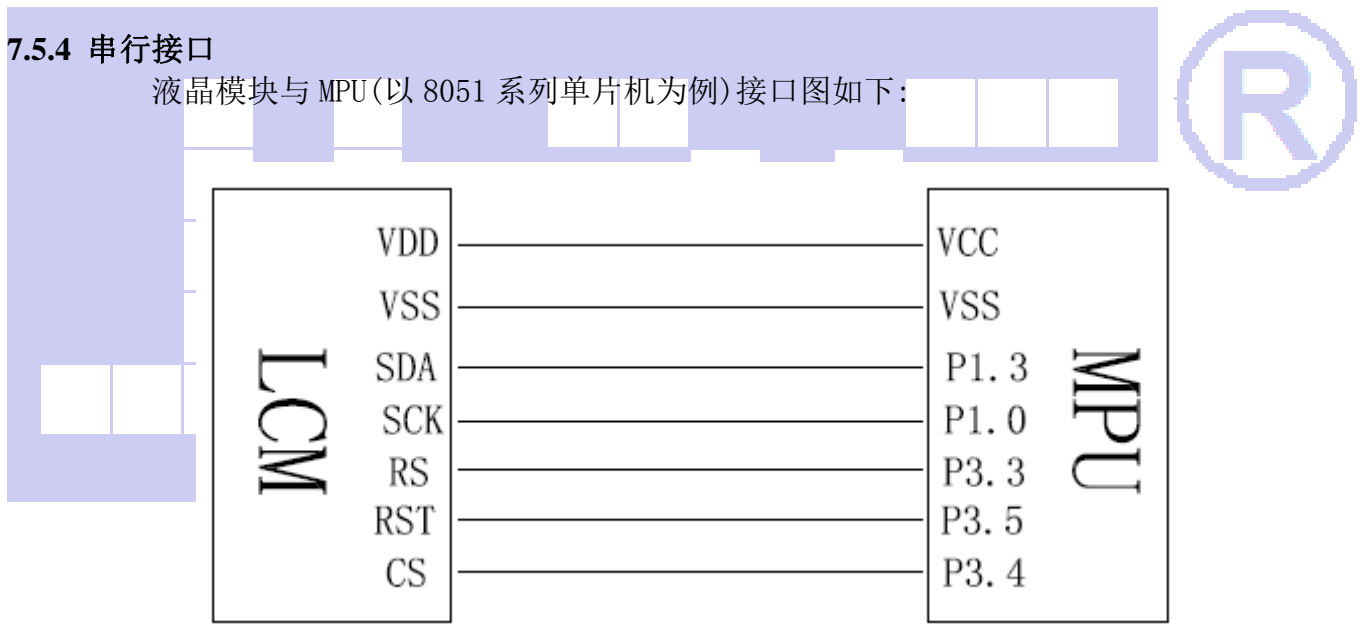 7.5.4 串行接口
液晶模块与 MPU(以 8051 系列单片机为例)接口图如下:
®
VDD VCC
VSS VSS
SDA P1.3
SCK P1.0
RS P3.3
RST P3.5
CS P3.4
LCM
MPU